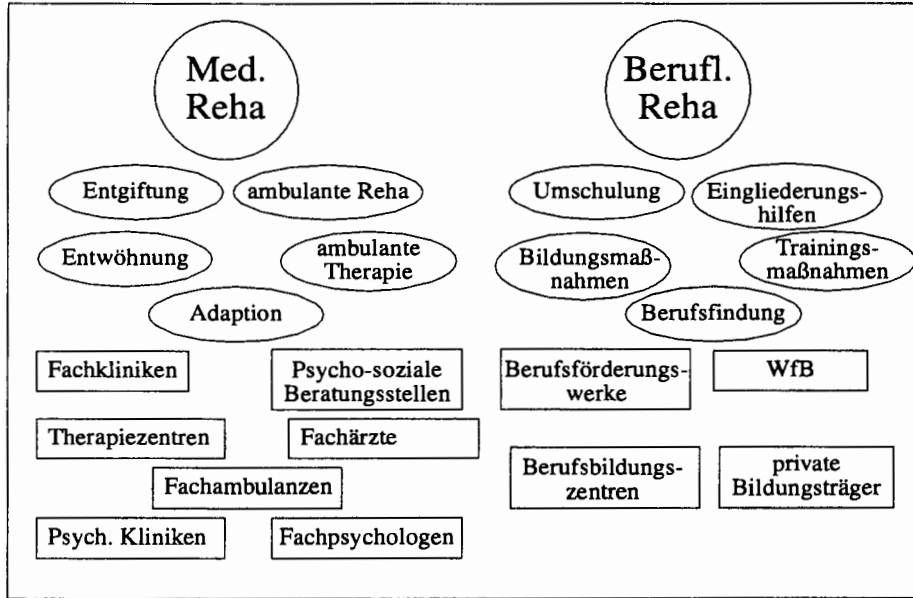 Med.
Reha
Berufl.
Reha
Entgiftung
ambulante Reha
Umschulung
Eingliederungs-
hilfen
Entwöhnung
ambulante
Therapie
Bildungsmaß-
nahmen
Trainings-
maßnahmen
Adaption
Berufsfindung
Fachkliniken
Psycho-soziale
Beratungsstellen
Berufsförderungs-
werke
WfB
Therapiezentren
Fachärzte
Fachambulanzen
Berufsbildungs-
zentren
private
Bildungsträger
Psych. Kliniken
Fachpsychologen